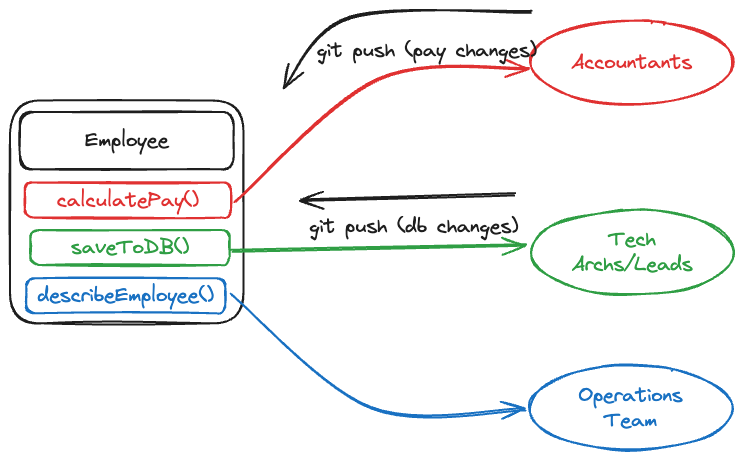 git push (pay changes)
Accountants
Employee
calculatePay()
git push (db changes)
saveToDB()
Tech
Archs/Leads
describeEmployee()
Operations
Team